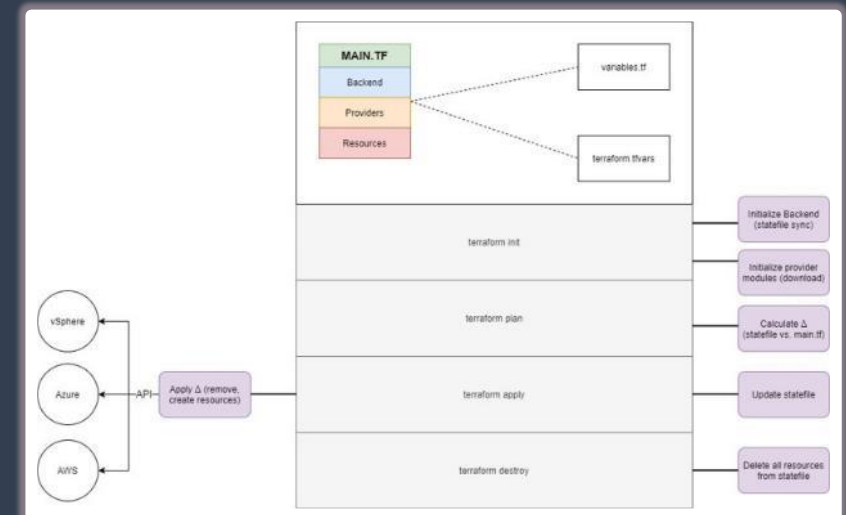 MAIN.TF
Backend
Providers
Resources
variables.tf
terraform.tfvars
terraform init
Initialize Backend
(statefile sync)
Initialize provider
modules (download)
terraform plan
Calculate Δ
(statefile vs. main.tf)
vSphere
Azure
AWS
API
Apply Δ (remove,
create resources)
terraform apply
Update statefile
terraform destroy
Delete all resources
from statefile